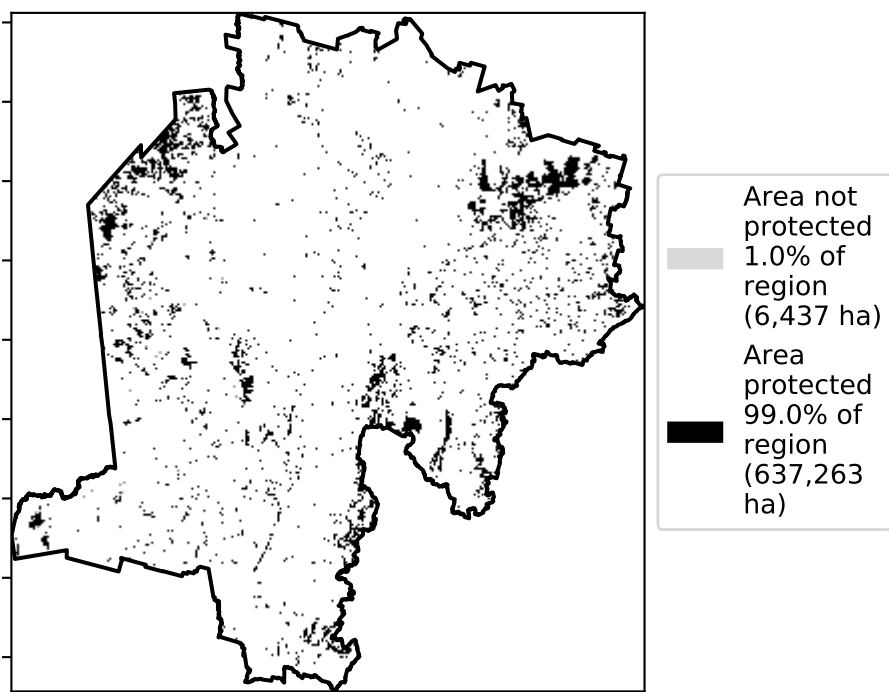 Area not
protected
1.0% of
region
(6,437 ha)
Area
protected
99.0% of
region
(637,263
ha)